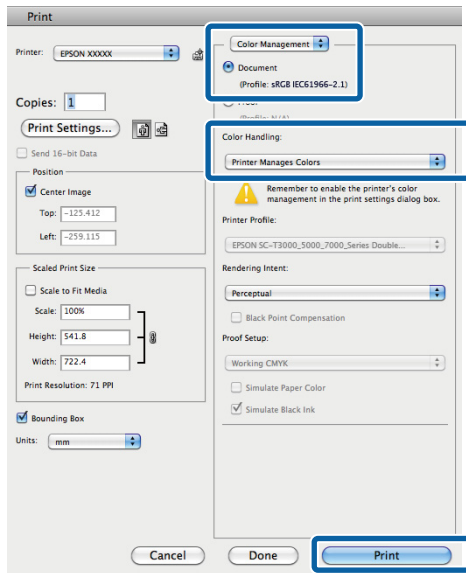 Print
Printer: EPSON XXXXX
Copies: 1
Print Settings...
Send 16-bit Data
Position
Center Image
Top: -125.412
Left: -259.115
Scaled Print Size
Scale to Fit Media
Scale: 100%
Height: 541.8
Width: 722.4
Print Resolution: 71 PPI
Bounding Box
Units: mm
Color Management
Document
(Profile: sRGB IEC61966-2.1)
Color Handling:
Printer Manages Colors
Remember to enable the printer's color
management in the print settings dialog box.
Printer Profile:
EPSON SC-T3000_5000_7000_Series Double...
Rendering Intent:
Perceptual
Black Point Compensation
Proof Setup:
Working CMYK
Simulate Paper Color
Simulate Black Ink
Cancel
Done
Print